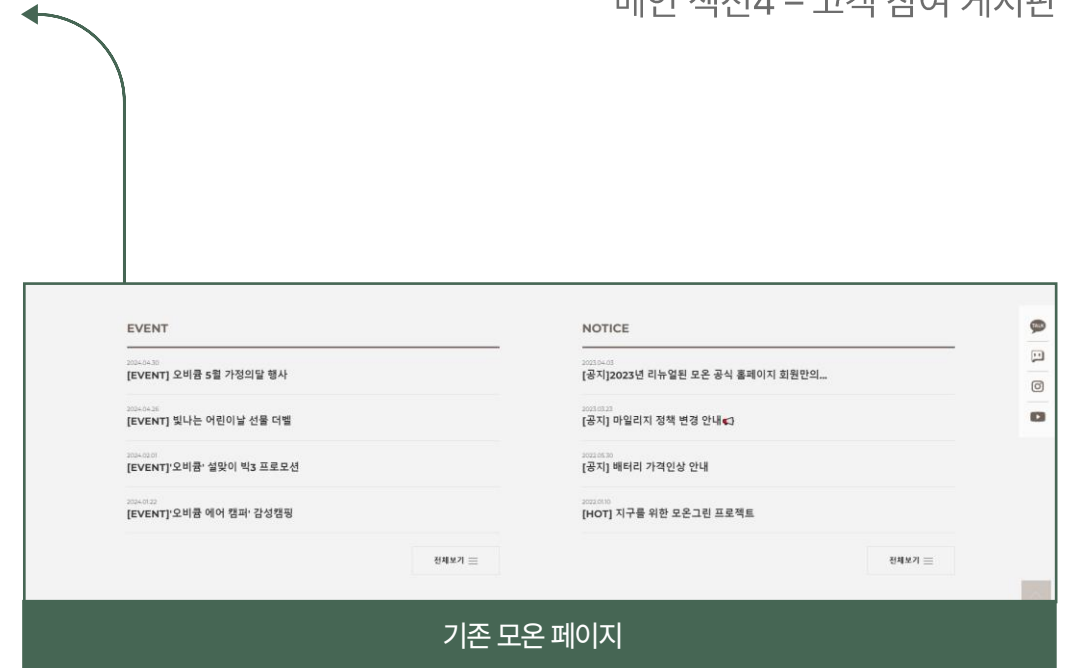 메인 섹션4 – 고객 참여 게시판
EVENT
2024.04.30
[EVENT] 오비큠 5월 가정의달 행사
2024.04.26
[EVENT] 빛나는 어린이날 선물 더벨
2024.02.01
[EVENT]'오비큠' 설맞이 빅3 프로모션
2024.01.22
[EVENT]'오비큠 에어 캠퍼' 감성캠핑
전체보기
NOTICE
2023.04.03
[공지]2023년 리뉴얼된 모온 공식 홈페이지 회원만의...
2023.03.23
[공지] 마일리지 정책 변경 안내
2022.05.30
[공지] 배터리 가격인상 안내
2022.01.10
[HOT] 지구를 위한 모온그린 프로젝트
전체보기
TALK
기존 모온 페이지